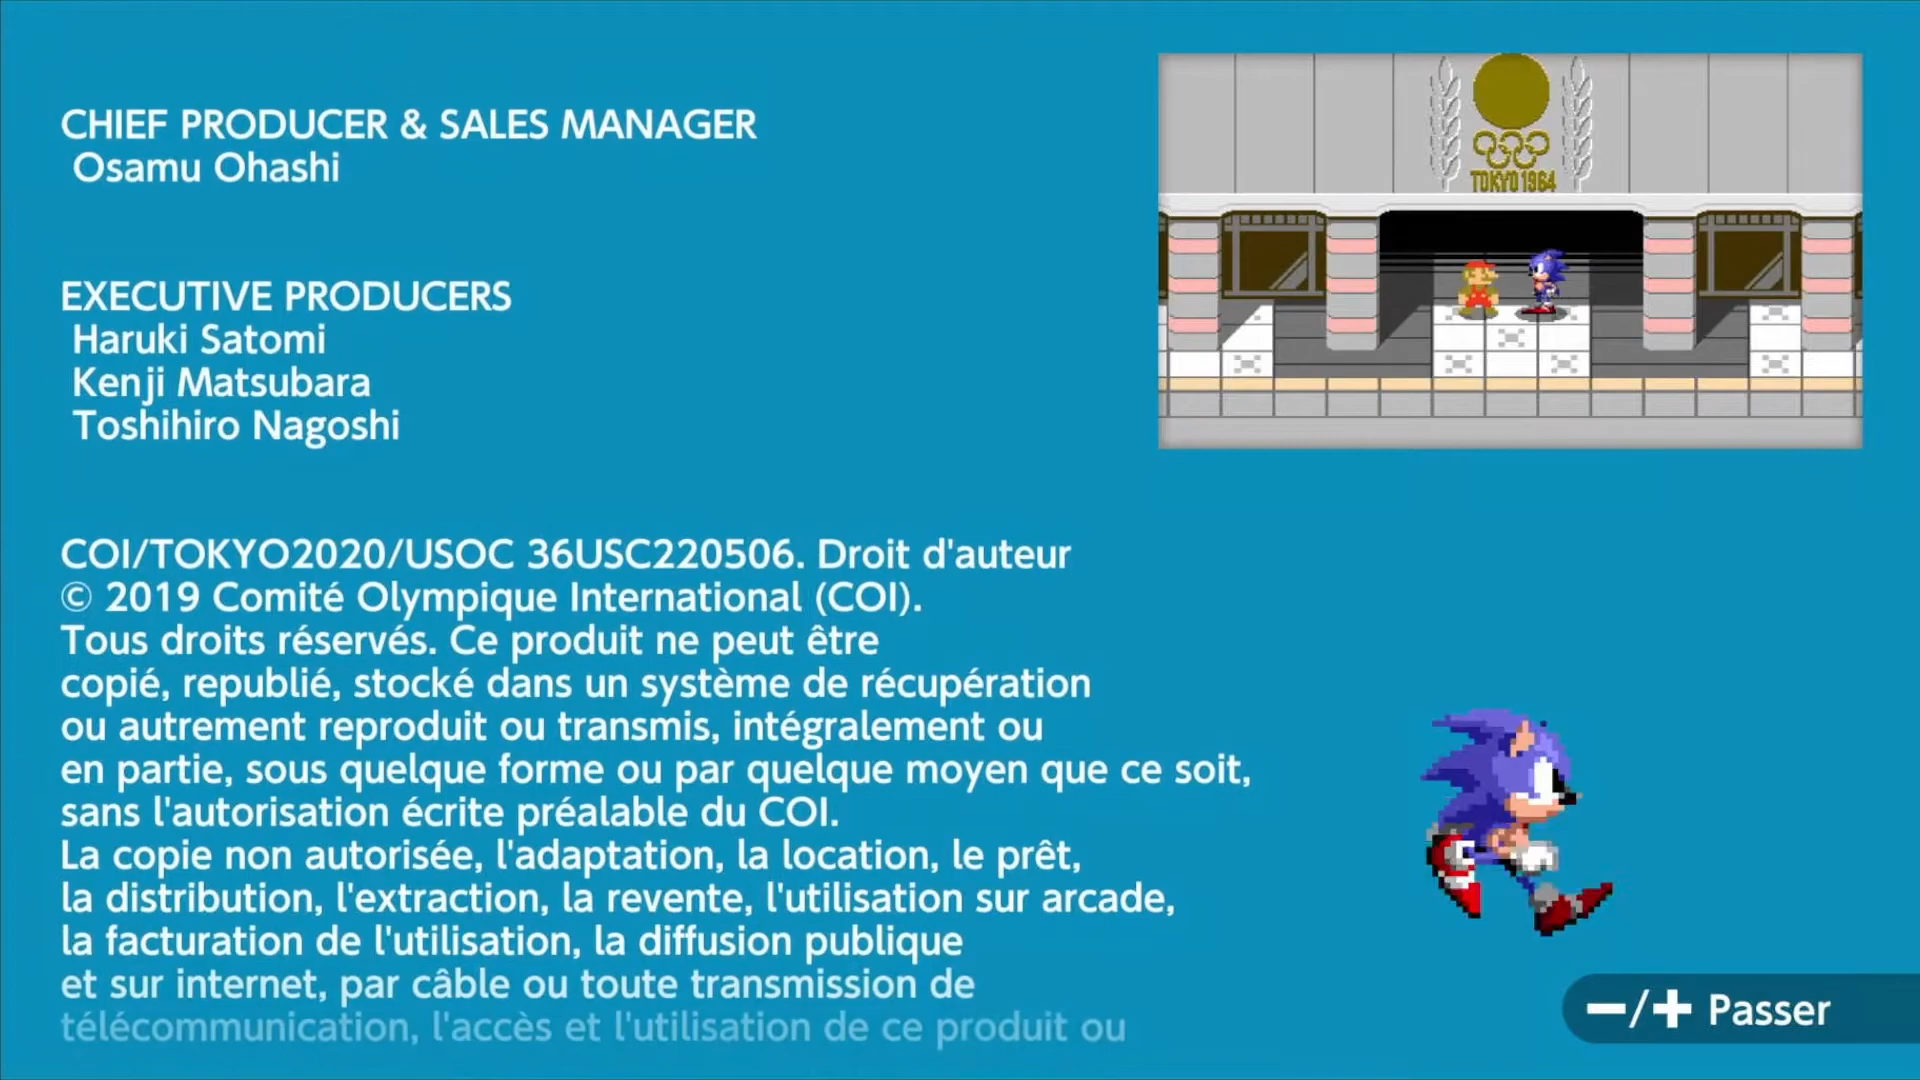 CHIEF PRODUCER & SALES MANAGER
Osamu Ohashi
EXECUTIVE PRODUCERS
Haruki Satomi
Kenji Matsubara
Toshihiro Nagoshi
TOKYO 1964
COI/TOKYO2020/USOC 36USC220506. Droit d'auteur
© 2019 Comité Olympique International (COI).
Tous droits réservés. Ce produit ne peut être
copié, republié, stocké dans un système de récupération
ou autrement reproduit ou transmis, intégralement ou
en partie, sous quelque forme ou par quelque moyen que ce soit,
sans l'autorisation écrite préalable du COI.
La copie non autorisée, l'adaptation, la location, le prêt,
la distribution, l'extraction, la revente, l'utilisation sur arcade,
la facturation de l'utilisation, la diffusion publique
et sur internet, par câble ou toute transmission de
télécommunication, l'accès et l'utilisation de ce produit ou
−/+ Passer